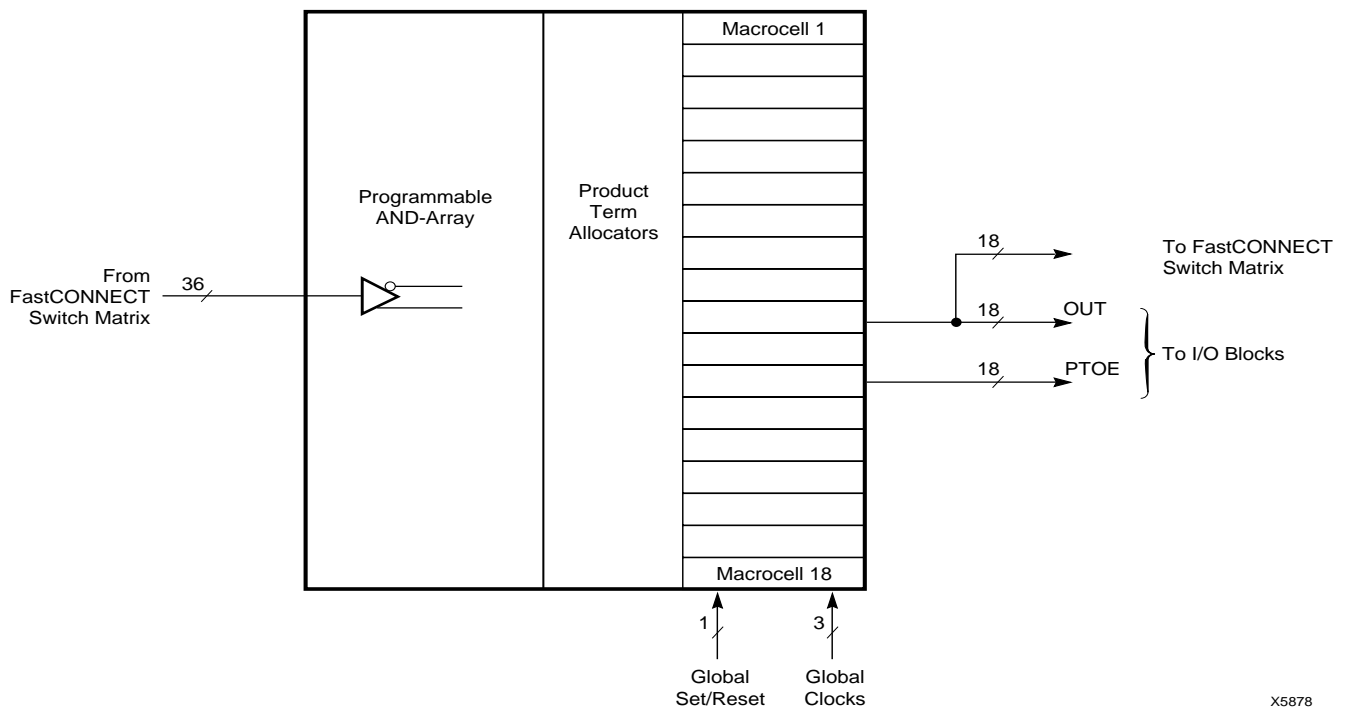 Macrocell 1
Programmable
AND-Array
Product
Term
Allocators
From
FastCONNECT
Switch Matrix
36
18
To FastCONNECT
Switch Matrix
18
OUT
To I/O Blocks
18
PTOE
Macrocell 18
1
3
Global
Set/Reset
Global
Clocks
X5878